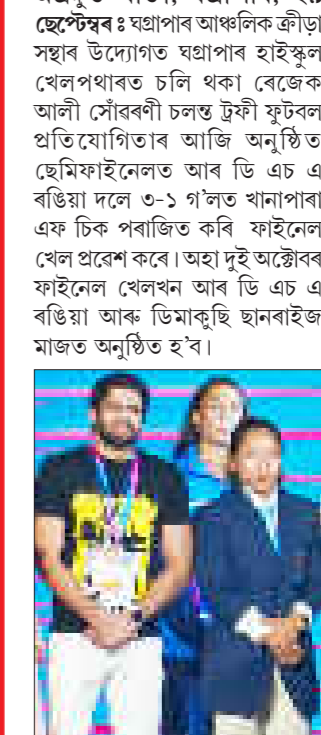 ছেপ্টেম্বৰ ঃ ঘগ্ৰাপাৰ আঞ্চলিক ক্ৰীড়া
সন্থাৰ উদ্যোগত ঘগ্ৰাপাৰ হাইস্কুল
খেলপথাৰত চলি থকা ৰেজেক
আলী সোঁৱৰণী চলন্ত ট্ৰফী ফুটবল
প্ৰতিযোগিতাৰ আজি অনুষ্ঠিত
ছেমিফাইনেলত আৰ ডি এচ এ
ৰঙিয়া দলে ৩-১ গ'লত খানাপাৰা
এফ চিক পৰাজিত কৰি ফাইনেল
খেল প্ৰৱেশ কৰে। অহা দুই অক্টোবৰ
ফাইনেল খেলখন আৰ ডি এচ এ
ৰঙিয়া আৰু ডিমাকুছি ছানৰাইজ
মাজত অনুষ্ঠিত হ'ব।